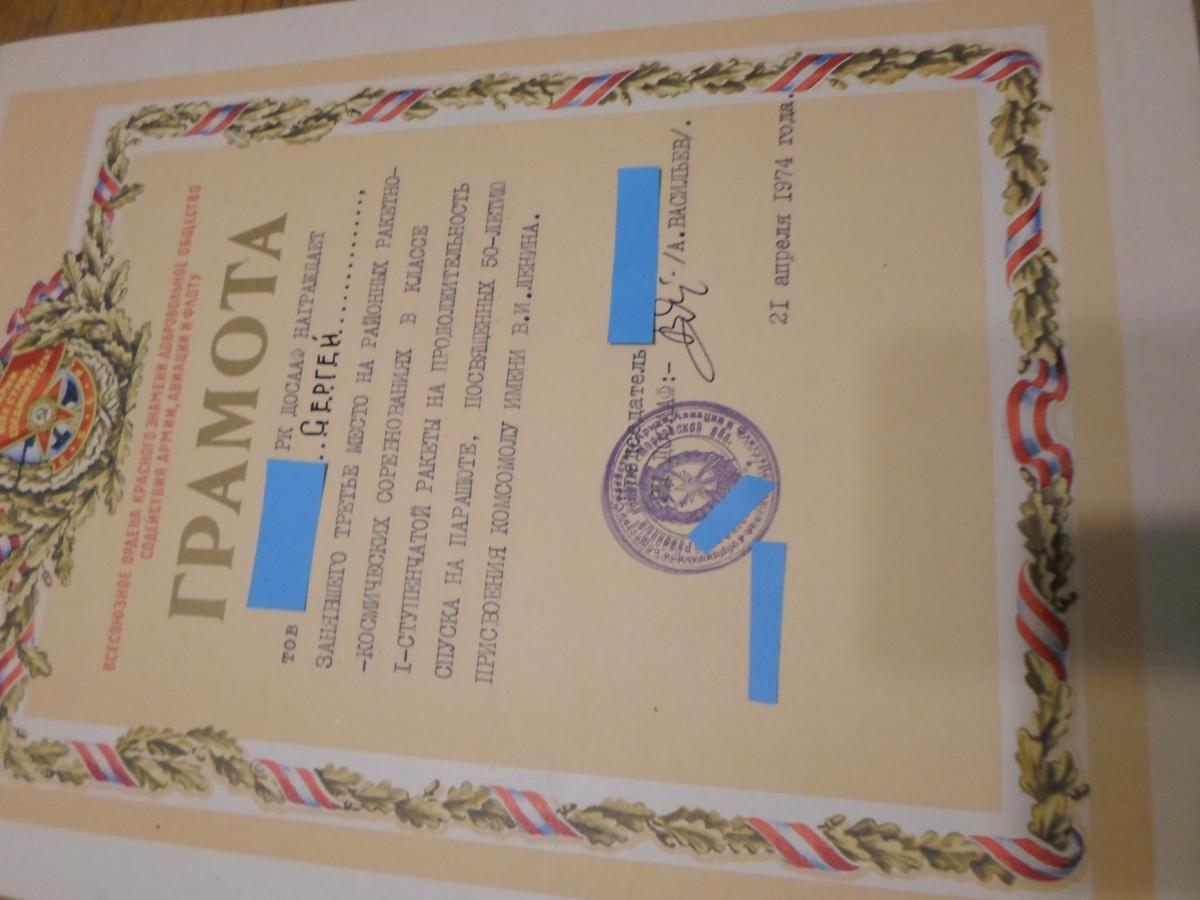 ВСЕСОЮЗНОЕ ОРДЕНА КРАСНОГО ЗНАМЕНИ ДОБРОВОЛЬНОЕ ОБЩЕСТВО
СОДЕЙСТВИЯ АРМИИ, АВИАЦИИ И ФЛОТУ
ГРАМОТА
РК ДОСААФ НАГРАЖДАЕТ
ТОВ ..СЕРГЕЙ..............,
ЗАНЯВШЕГО ТРЕТЬЕ МЕСТО НА РАЙОННЫХ РАКЕТНО-
-КОСМИЧЕСКИХ СОРЕВНОВАНИЯХ В КЛАССЕ
I-СТУПЕНЧАТОЙ РАКЕТЫ НА ПРОДОЛЖИТЕЛЬНОСТЬ
СПУСКА НА ПАРАШЮТЕ, ПОСВЯЩЕННЫХ 50-ЛЕТИЮ
ПРИСВОЕНИЯ КОМСОМОЛУ ИМЕНИ В.И.ЛЕНИНА.
Председатель
ДОСААФ:- /А.ВАСИЛЬЕВ/.
21 апреля 1974 года.